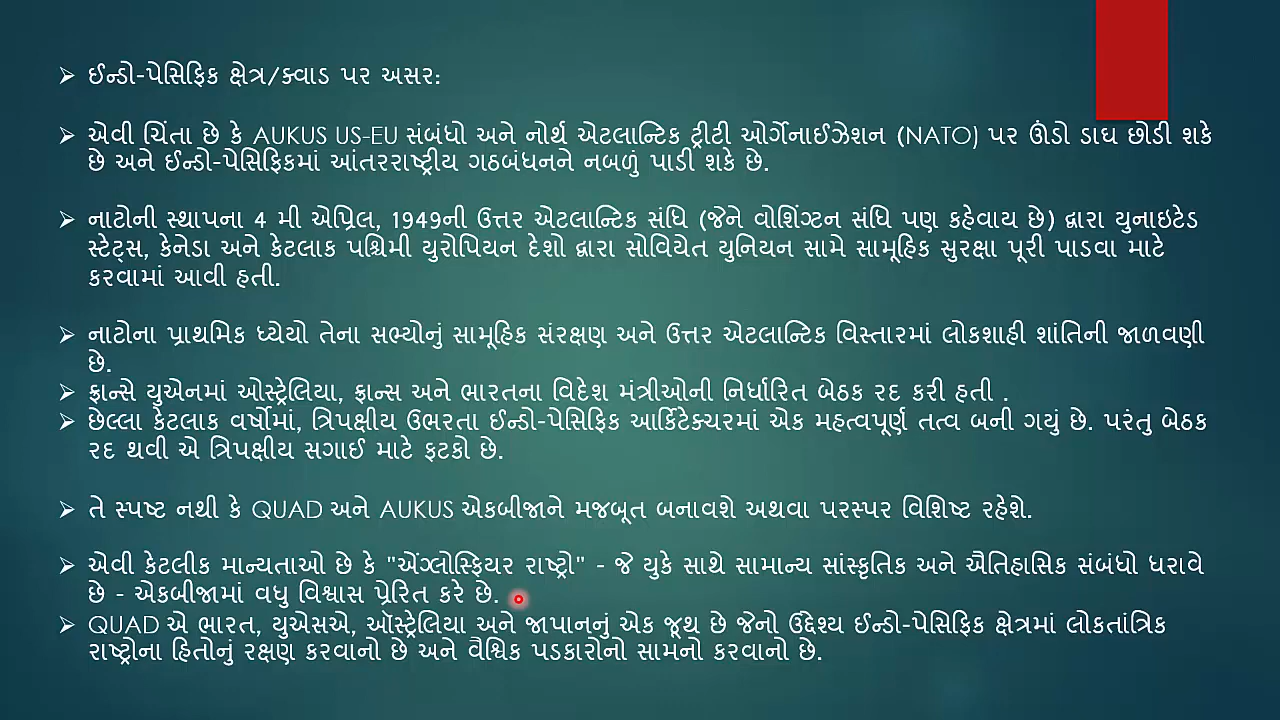 ઈન્ડો-પેસિફિક ક્ષેત્ર/ક્વાડ પર અસર:
એવી ચિંતા છે કે AUKUS US-EU સંબંધો અને નોર્થ એટલાન્ટિક ટ્રીટી ઓર્ગેનાઈઝેશન (NATO) પર ઊંડો ડાઘ છોડી શકે
છે અને ઈન્ડો-પેસિફિકમાં આંતરરાષ્ટ્રીય ગઠબંધનને નબળું પાડી શકે છે.
નાટોની સ્થાપના 4 મી એપ્રિલ, 1949ની ઉત્તર એટલાન્ટિક સંધિ (જેને વોશિંગ્ટન સંધિ પણ કહેવાય છે) દ્વારા યુનાઇટેડ
સ્ટેટ્સ, કેનેડા અને કેટલાક પશ્ચિમી યુરોપિયન દેશો દ્વારા સોવિયેત યુનિયન સામે સામૂહિક સુરક્ષા પૂરી પાડવા માટે
કરવામાં આવી હતી.
નાટોના પ્રાથમિક ધ્યેયો તેના સભ્યોનું સામૂહિક સંરક્ષણ અને ઉત્તર એટલાન્ટિક વિસ્તારમાં લોકશાહી શાંતિની જાળવણી
છે.
ફ્રાન્સે યુએનમાં ઓસ્ટ્રેલિયા, ફ્રાન્સ અને ભારતના વિદેશ મંત્રીઓની નિર્ધારિત બેઠક રદ કરી હતી .
છેલ્લા કેટલાક વર્ષોમાં, ત્રિપક્ષીય ઉભરતા ઈન્ડો-પેસિફિક આર્કિટેક્ચરમાં એક મહત્વપૂર્ણ તત્વ બની ગયું છે. પરંતુ બેઠક
રદ થવી એ ત્રિપક્ષીય સગાઈ માટે ફટકો છે.
તે સ્પષ્ટ નથી કે QUAD અને AUKUS એકબીજાને મજબૂત બનાવશે અથવા પરસ્પર વિશિષ્ટ રહેશે.
એવી કેટલીક માન્યતાઓ છે કે "એંગ્લોસ્ફિયર રાષ્ટ્રો" - જે યુકે સાથે સામાન્ય સાંસ્કૃતિક અને ઐતિહાસિક સંબંધો ધરાવે
છે - એકબીજામાં વધુ વિશ્વાસ પ્રેરિત કરે છે.
QUAD એ ભારત, યુએસએ, ઑસ્ટ્રેલિયા અને જાપાનનું એક જૂથ છે જેનો ઉદ્દેશ્ય ઈન્ડો-પેસિફિક ક્ષેત્રમાં લોકતાંત્રિક
રાષ્ટ્રોના હિતોનું રક્ષણ કરવાનો છે અને વૈશ્વિક પડકારોનો સામનો કરવાનો છે.